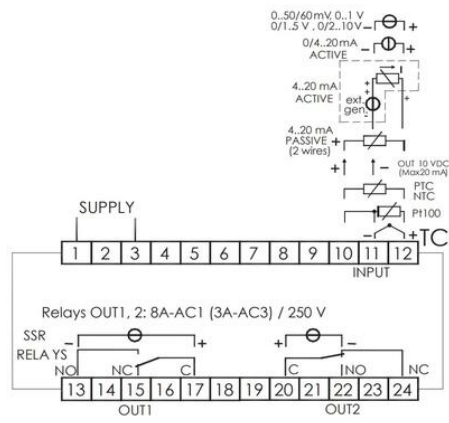 0..50/60mV, 0..1 V
0/1.5 V , 0/2..10 V - +
0/4..20mA - +
ACTIVE
I
4..20 mA
ACTIVE
+ +
ext.
gen.
-
4..20 mA
PASSIVE + -
(2 wires)
+ - OUT 10 VDC
(Max20 mA)
PTC
NTC
Pt100
SUPPLY - + TC
1 2 3 4 5 6 7 8 9 10 11 12
INPUT
Relays OUT1, 2: 8A-AC1 (3A-AC3) / 250 V
SSR - + + -
RELAYS
NO NC C C NO NC
13 14 15 16 17 18 19 20 21 22 23 24
OUT1 OUT2